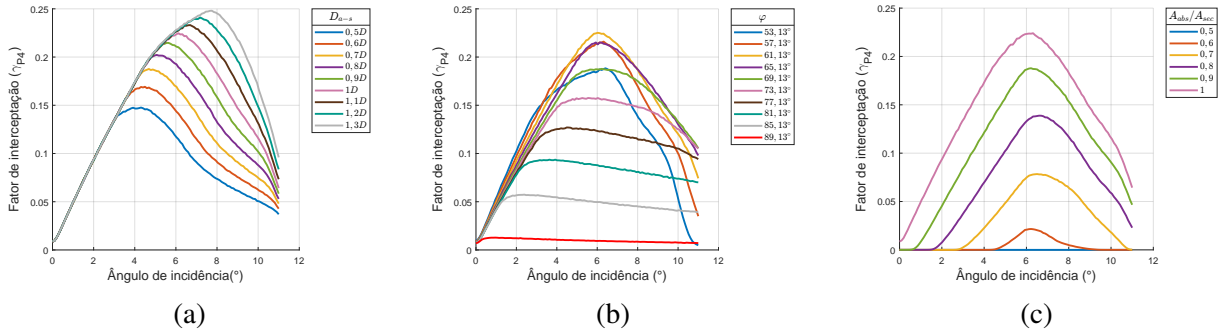 0.25
0.2
0.15
0.1
0.05
0
0 2 4 6 8 10 12
Fator de interceptação (γP4)
Ângulo de incidência(°)
Da−s
0,5D
0,6D
0,7D
0,8D
0,9D
1D
1,1D
1,2D
1,3D
(a)
0.25
0.2
0.15
0.1
0.05
0
0 2 4 6 8 10 12
Fator de interceptação (γP4)
Ângulo de incidência (°)
φ
53,13°
57,13°
61,13°
65,13°
69,13°
73,13°
77,13°
81,13°
85,13°
89,13°
(b)
0.25
0.2
0.15
0.1
0.05
0
0 2 4 6 8 10 12
Fator de interceptação (γP4)
Ângulo de incidência (°)
Aabs/Asec
0,5
0,6
0,7
0,8
0,9
1
(c)